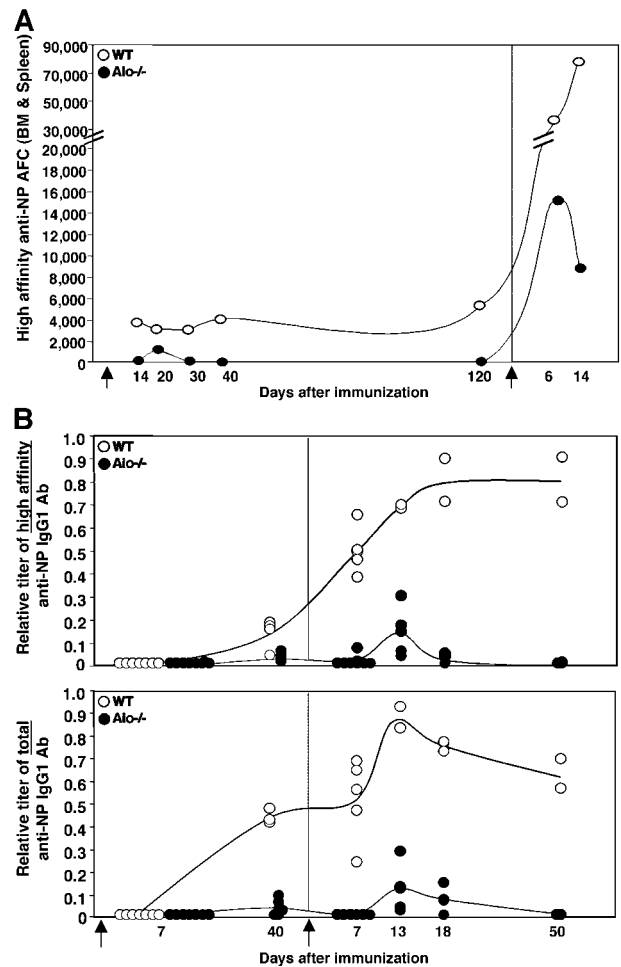 A
High affinity anti-NP AFC (BM & Spleen)
90,000
70,000
50,000
30,000
20,000
18,000
16,000
14,000
12,000
10,000
8,000
6,000
4,000
2,000
0
WT
Aio-/-
14 20 30 40 120 6 14
Days after immunization
B
Relative titer of high affinity
anti-NP IgG1 Ab
1.0
0.9
0.8
0.7
0.6
0.5
0.4
0.3
0.2
0.1
0
WT
Aio-/-
Relative titer of total
anti-NP IgG1 Ab
1.0
0.9
0.8
0.7
0.6
0.5
0.4
0.3
0.2
0.1
0
WT
Aio-/-
7 40 7 13 18 50
Days after immunization